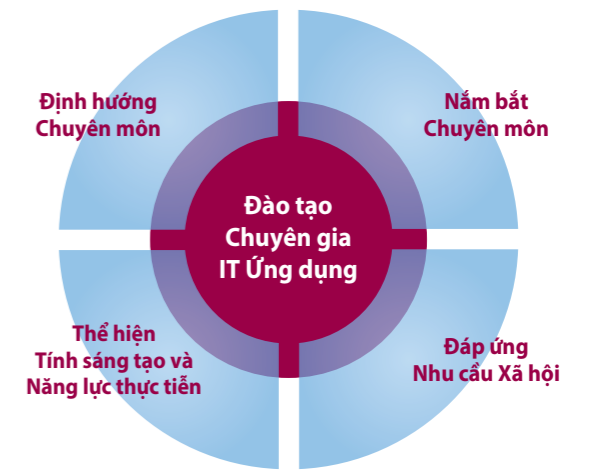 Định hướng
Chuyên môn
Nắm bắt
Chuyên môn
Đào tạo
Chuyên gia
IT Ứng dụng
Thể hiện
Tính sáng tạo và
Năng lực thực tiễn
Đáp ứng
Nhu cầu Xã hội